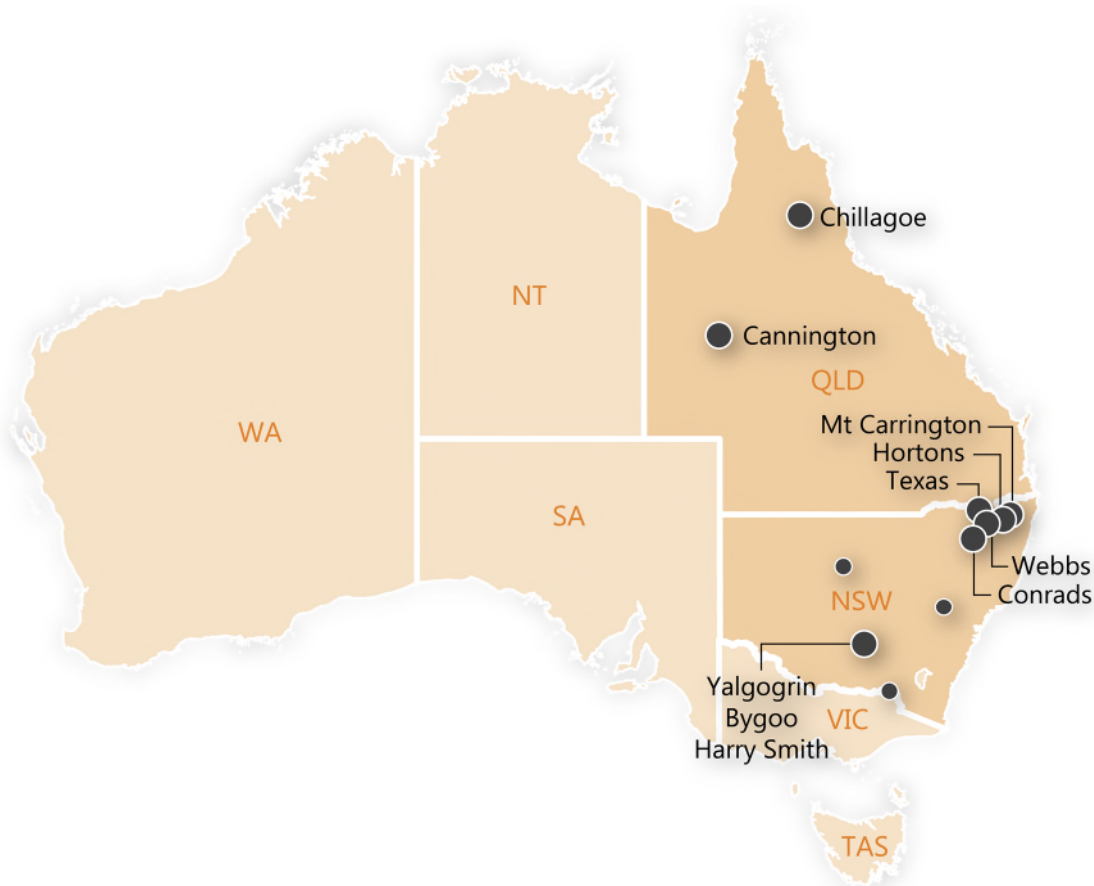 Chillagoe
NT
Cannington
QLD
WA
Mt Carrington
Hortons
Texas
SA
Webbs
Conrads
NSW
Yalgogrin
Bygoo
Harry Smith
VIC
TAS